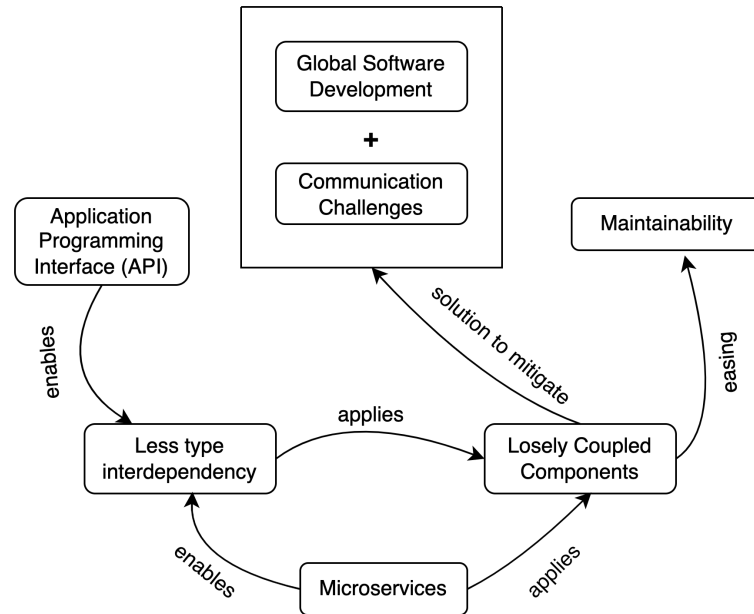 Global Software
Development
+
Communication
Challenges
Application
Programming
Interface (API)
Maintainability
solution to mitigate
enables
easing
applies
Less type
interdependency
Losely Coupled
Components
enables
applies
Microservices